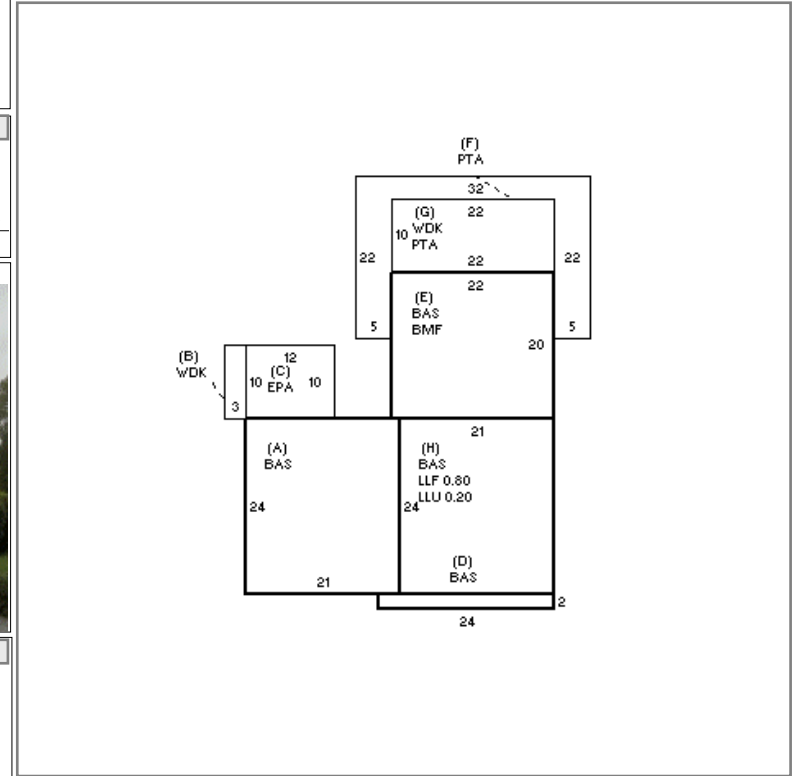 (F)
PTA
32
(G)
22
10
WDK
PTA
22
22
22
22
(E)
BAS
BMF
5
5
20
(B)
WDK
12
(C)
10
EPA
10
3
21
(A)
BAS
(H)
BAS
LLF 0.80
LLU 0.20
24
24
(D)
BAS
21
2
24